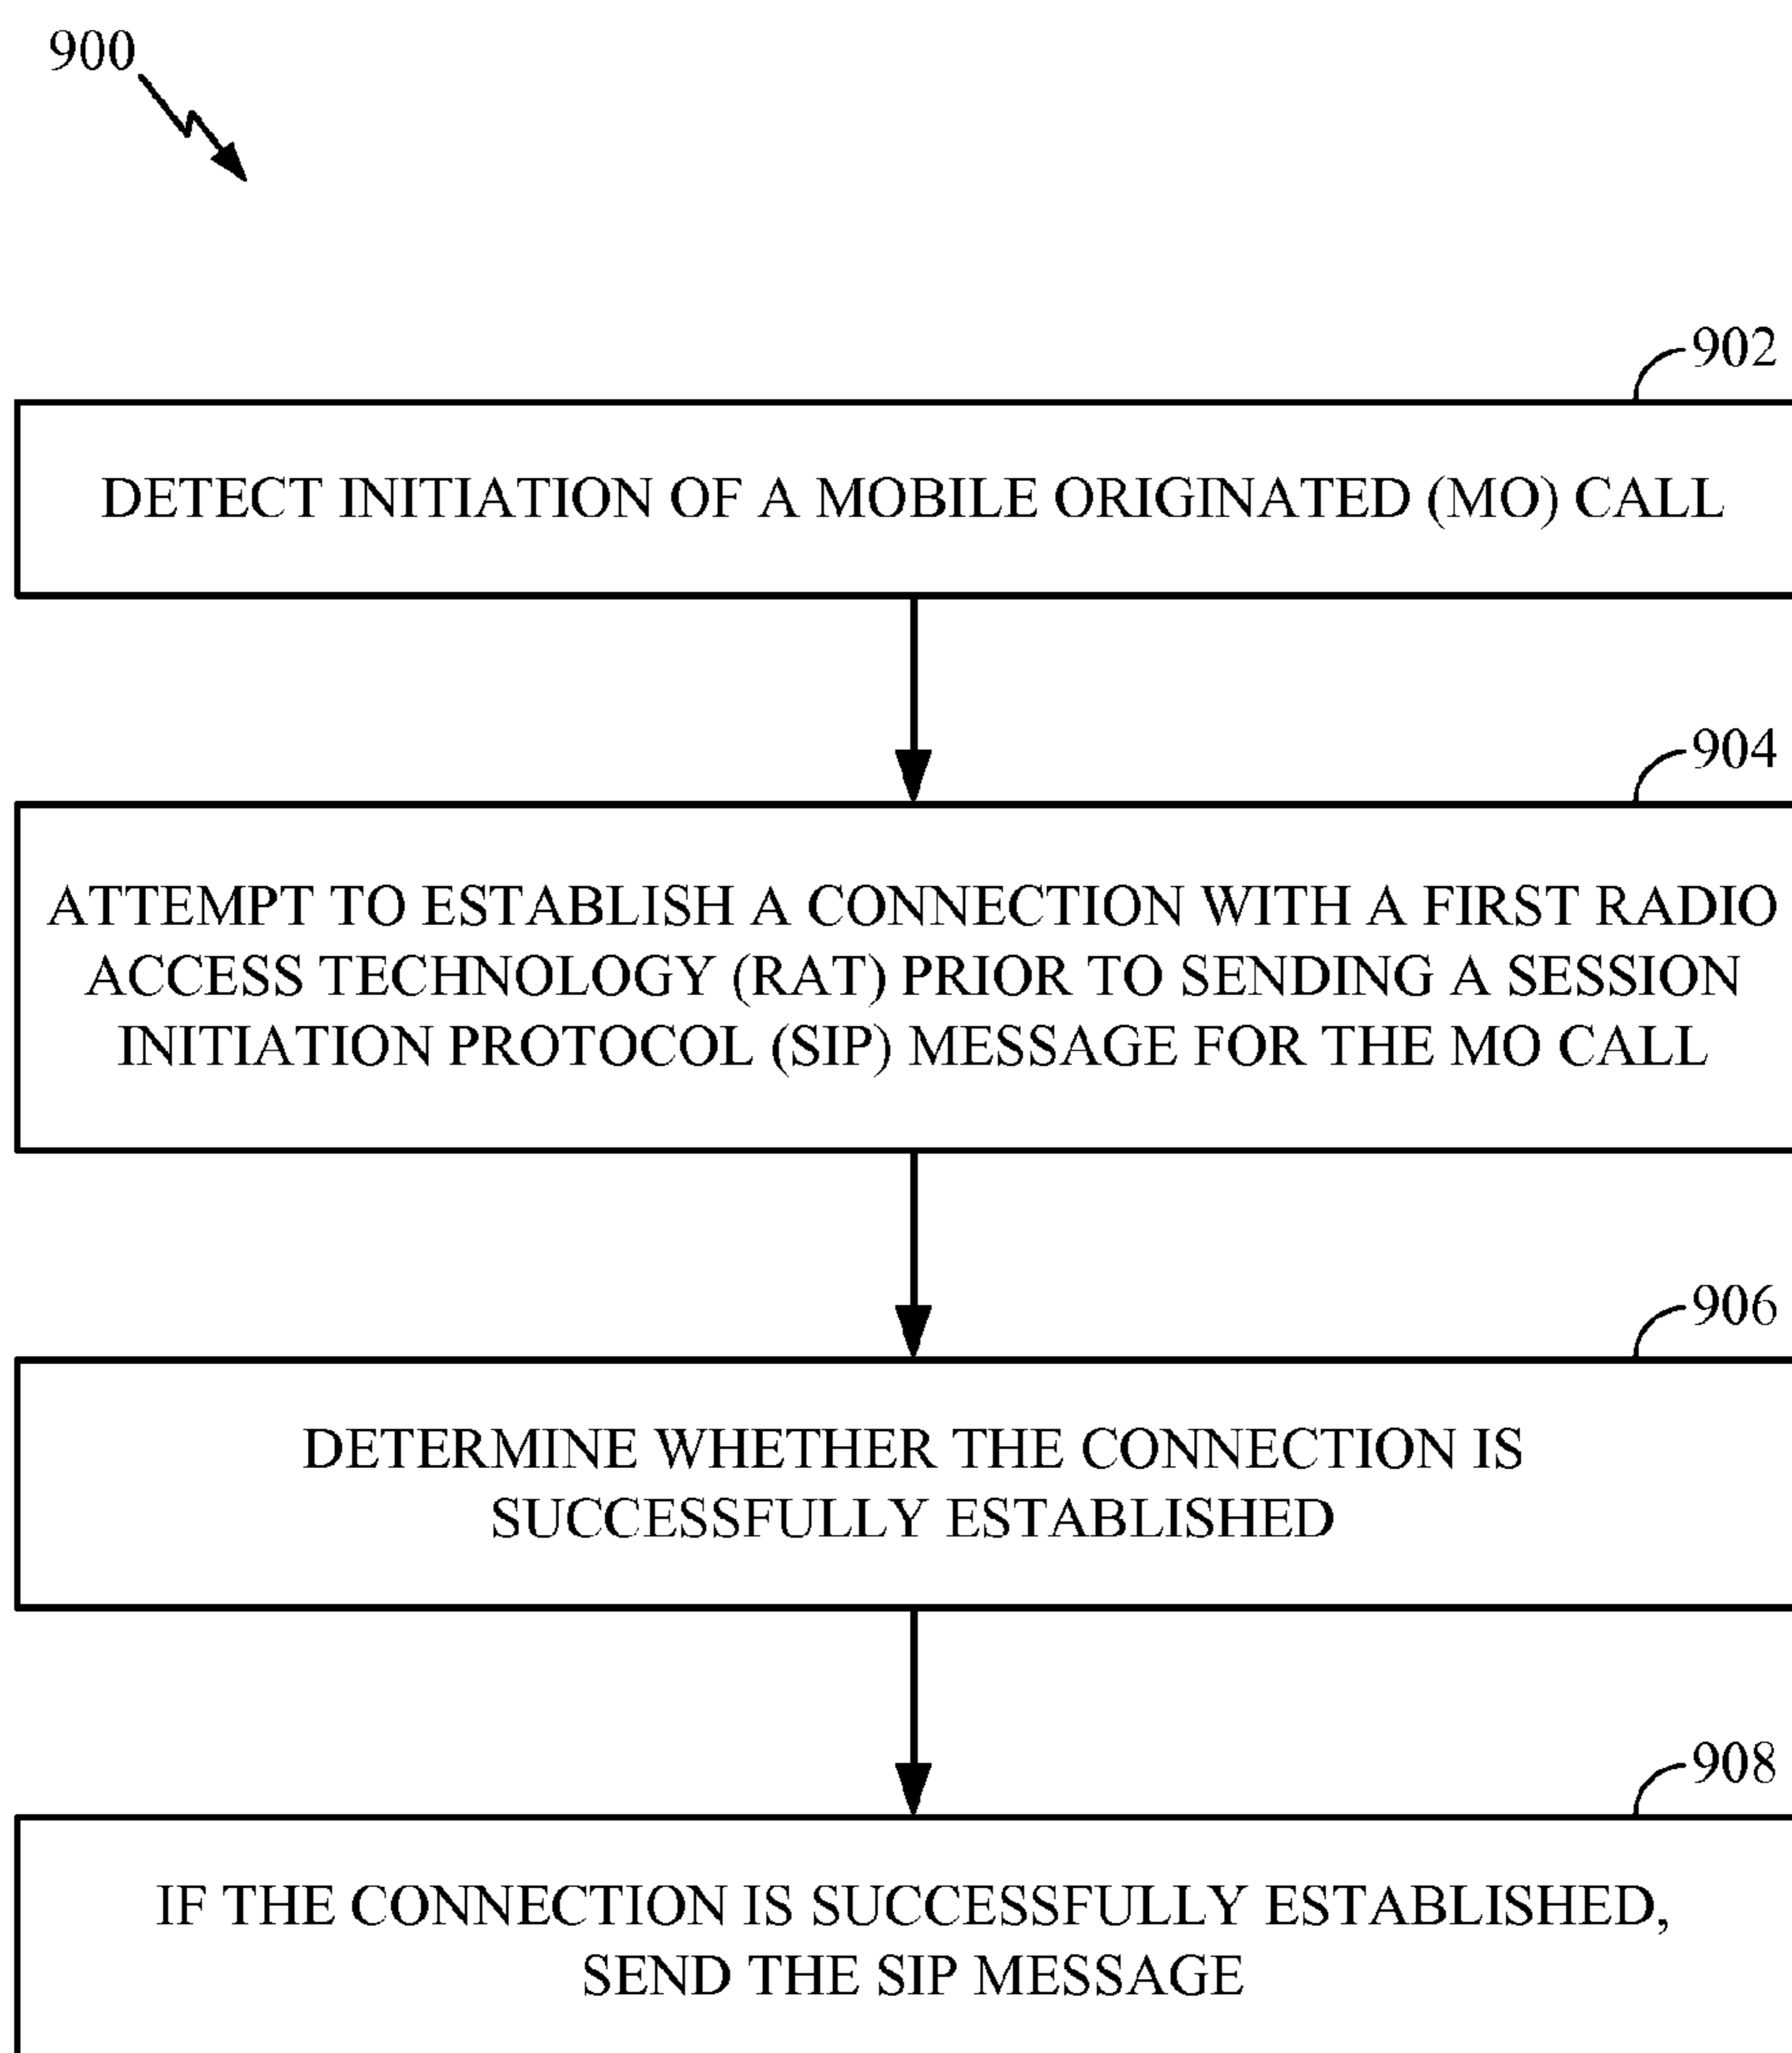 900
902
DETECT INITIATION OF A MOBILE ORIGINATED (MO) CALL
904
ATTEMPT TO ESTABLISH A CONNECTION WITH A FIRST RADIO
ACCESS TECHNOLOGY (RAT) PRIOR TO SENDING A SESSION
INITIATION PROTOCOL (SIP) MESSAGE FOR THE MO CALL
906
DETERMINE WHETHER THE CONNECTION IS
SUCCESSFULLY ESTABLISHED
908
IF THE CONNECTION IS SUCCESSFULLY ESTABLISHED,
SEND THE SIP MESSAGE